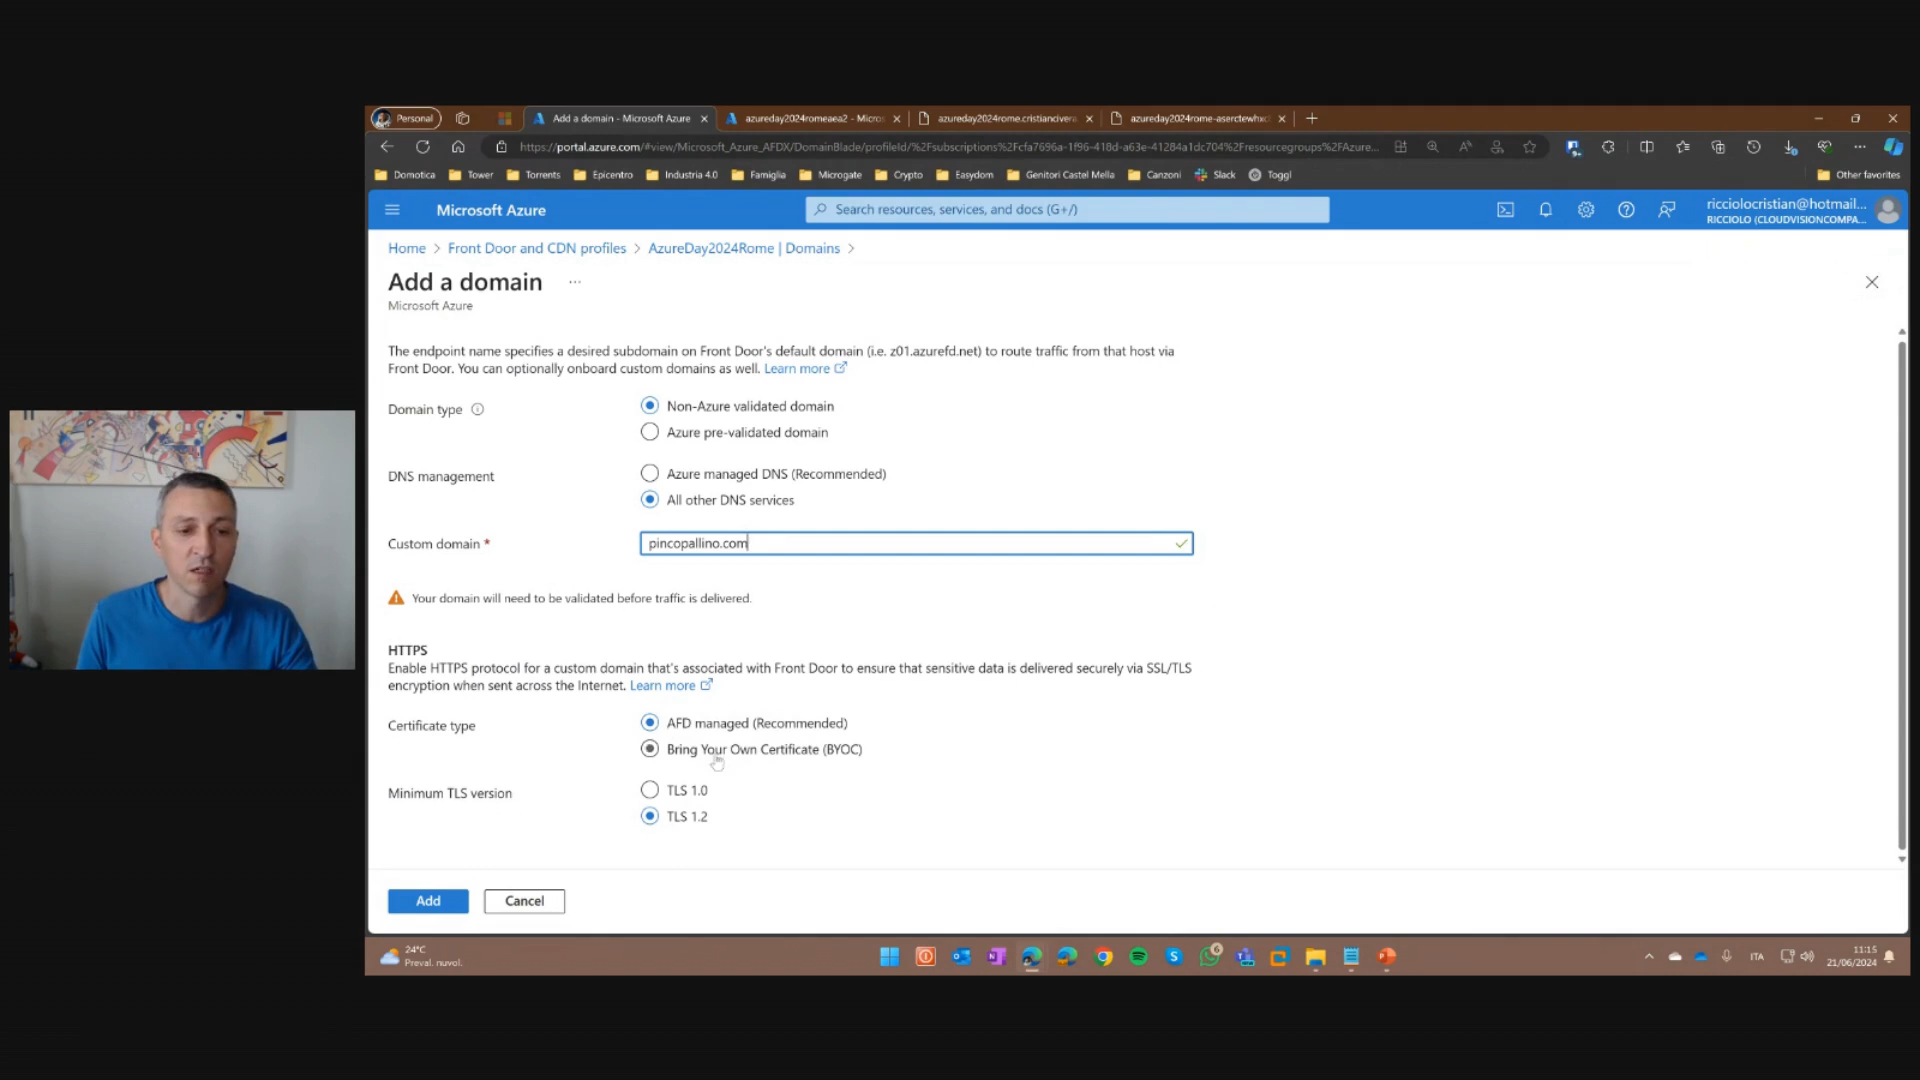 Personal
Add a domain - Microsoft Azure
azureday2024romeaea2 - Micros
azureday2024rome.cristiancivera
azureday2024rome-aserctewhxc
https://portal.azure.com/#view/Microsoft_Azure_AFDX/DomainBlade/profileId/%2Fsubscriptions%2Fcfa7696a-1f96-418d-a63e-41284a1dc704%2Fresourcegroups%2FAzure...
Domotica
Tower
Torrents
Epicentro
Industria 4.0
Famiglia
Microgate
Crypto
Easydom
Genitori Castel Mella
Canzoni
Slack
Toggl
Other favorites
Microsoft Azure
Search resources, services, and docs (G+/)
ricciolocristian@hotmail...
RICCIOLO (CLOUDVISIONCOMPA...
Home > Front Door and CDN profiles > AzureDay2024Rome | Domains >
Add a domain ...
Microsoft Azure
The endpoint name specifies a desired subdomain on Front Door's default domain (i.e. z01.azurefd.net) to route traffic from that host via
Front Door. You can optionally onboard custom domains as well. Learn more
Domain type
Non-Azure validated domain
Azure pre-validated domain
DNS management
Azure managed DNS (Recommended)
All other DNS services
Custom domain *
pincopallino.com
Your domain will need to be validated before traffic is delivered.
HTTPS
Enable HTTPS protocol for a custom domain that's associated with Front Door to ensure that sensitive data is delivered securely via SSL/TLS
encryption when sent across the Internet. Learn more
Certificate type
AFD managed (Recommended)
Bring Your Own Certificate (BYOC)
Minimum TLS version
TLS 1.0
TLS 1.2
Add
Cancel
24°C
Preval. nuvol.
ITA
11:15
21/06/2024